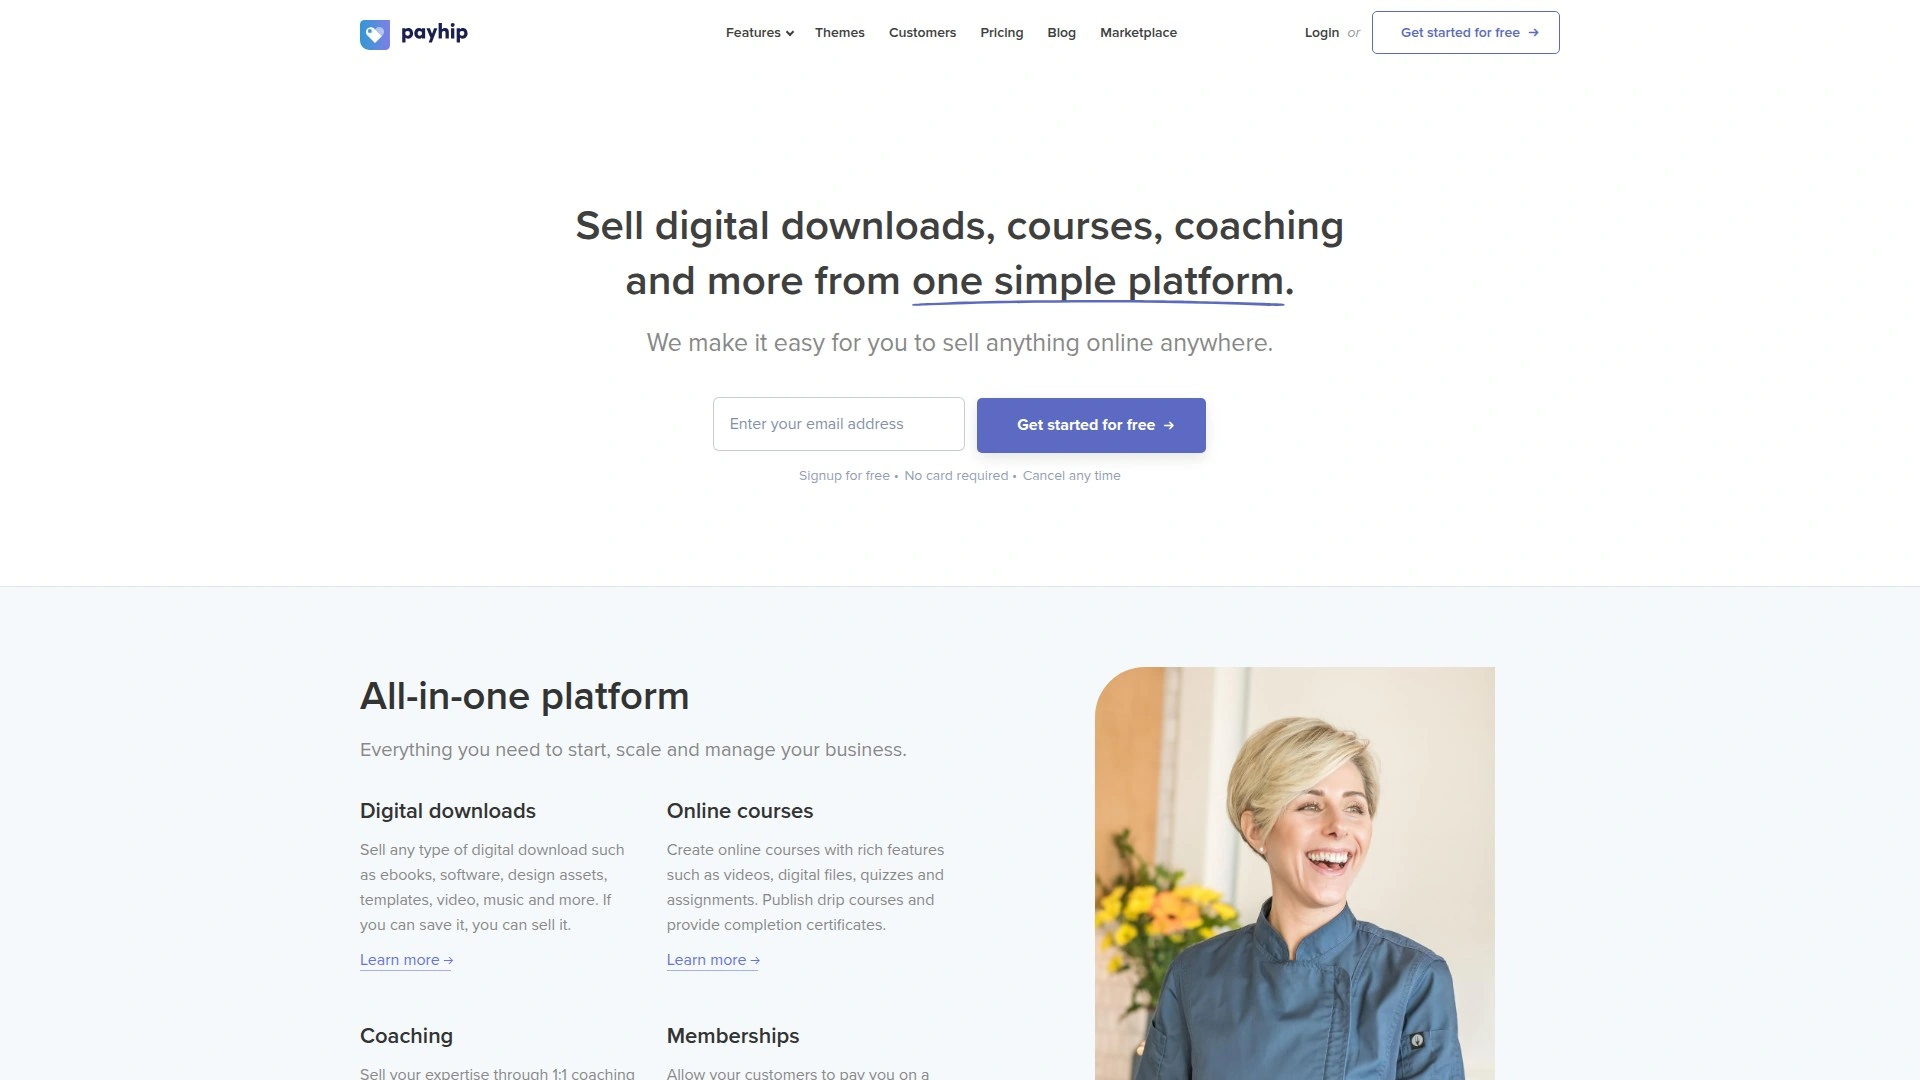 payhip
Features
Themes
Customers
Pricing
Blog
Marketplace
Login or
Get started for free →
Sell digital downloads, courses, coaching
and more from one simple platform.
We make it easy for you to sell anything online anywhere.
Enter your email address
Get started for free →
Signup for free • No card required • Cancel any time
All-in-one platform
Everything you need to start, scale and manage your business.
Digital downloads
Sell any type of digital download such
as ebooks, software, design assets,
templates, video, music and more. If
you can save it, you can sell it.
Learn more →
Online courses
Create online courses with rich features
such as videos, digital files, quizzes and
assignments. Publish drip courses and
provide completion certificates.
Learn more →
Coaching
Sell your expertise through 1:1 coaching
Memberships
Allow your customers to pay you on a